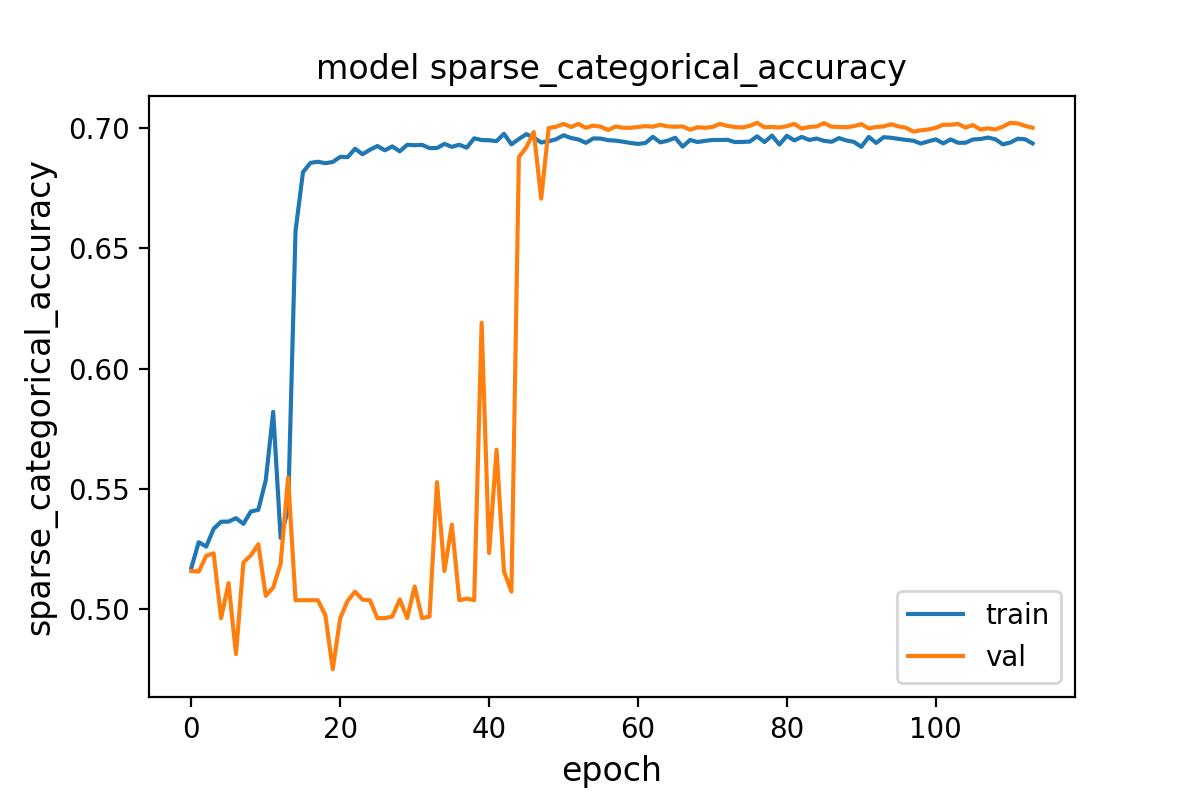 model sparse_categorical_accuracy
sparse_categorical_accuracy
0.70
0.65
0.60
0.55
0.50
0 20 40 60 80 100
epoch
train
val